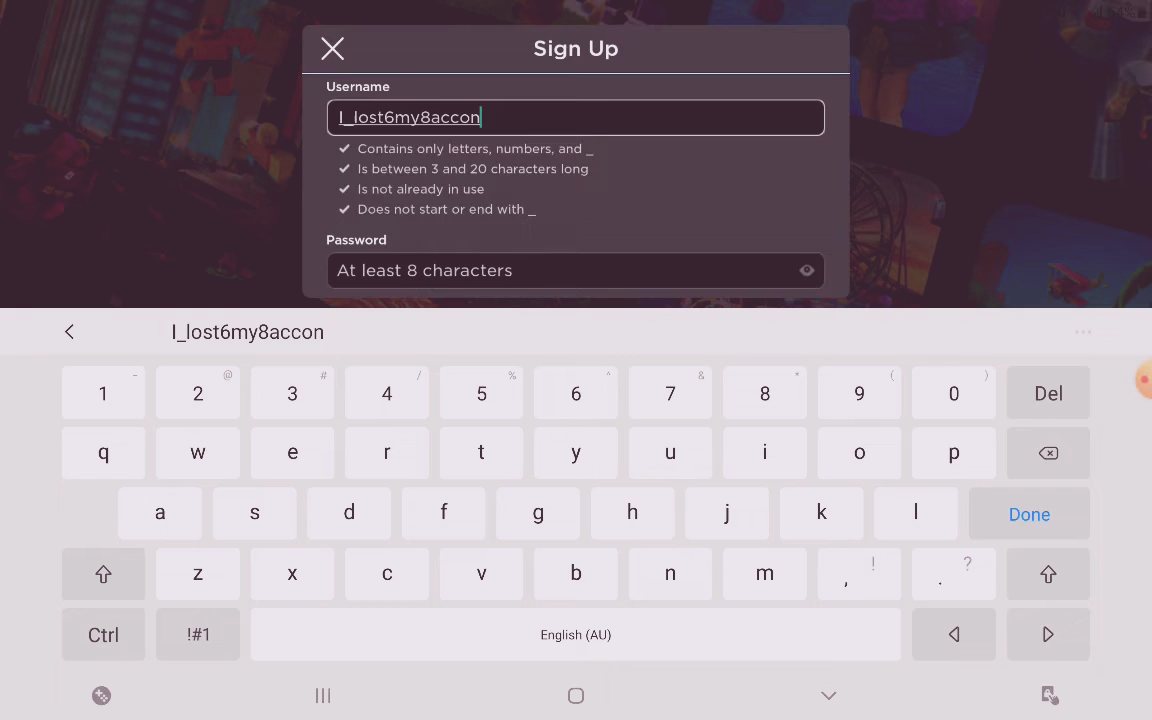 Sign Up
Username
I_lost6my8accon
Contains only letters, numbers, and _
Is between 3 and 20 characters long
Is not already in use
Does not start or end with _
Password
At least 8 characters
I_lost6my8accon
1 - 2 @ 3 # 4 / 5 % 6 ^ 7 & 8 * 9 ( 0 ) Del
q w e r t y u i o p
a s d f g h j k l Done
z x c v b n m , ! . ?
Ctrl !#1 English (AU)